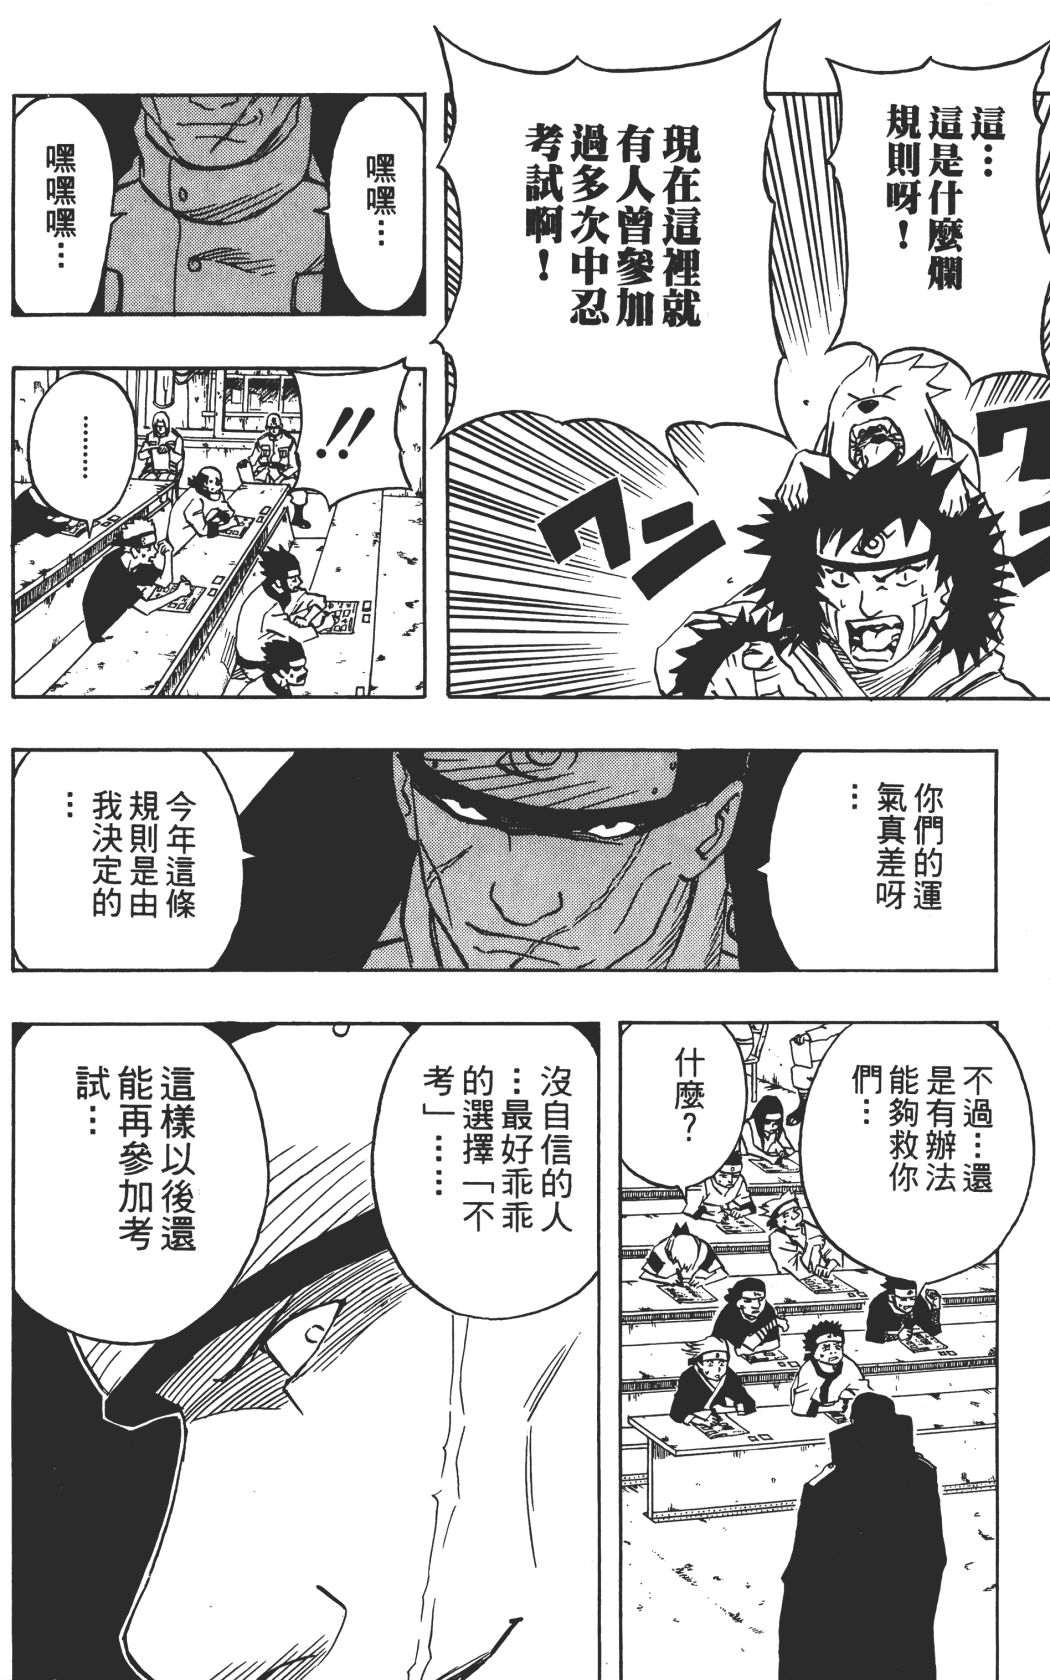 這…
這是什麼爛
規則呀！
現在這裡就
有人曾參加
過多次中忍
考試啊！
ワン
嘿嘿…
嘿嘿嘿…
!!
………
你們的運
氣真差呀
…
今年這條
規則是由
我決定的
…
不過…還
是有辦法
能夠救你
們…
什麼?
沒自信的人
…最好乖乖
的選擇「不
考」……
這樣以後還
能再參加考
試…